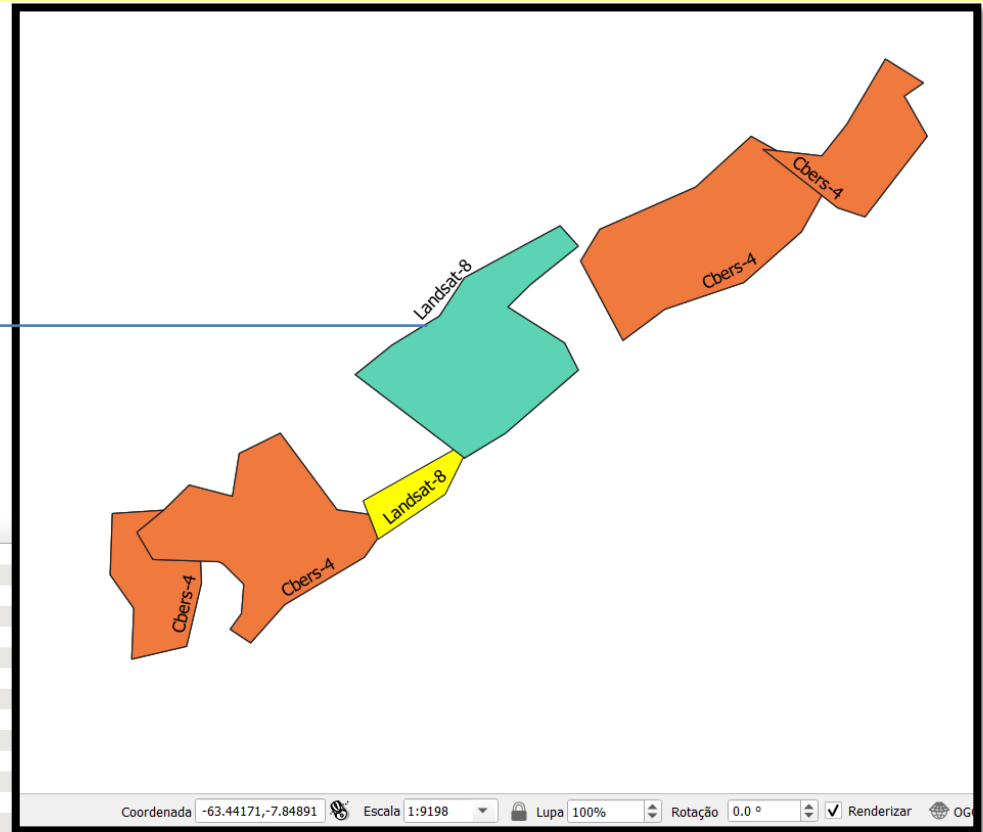 Cbers-4
Cbers-4
Landsat-8
Landsat-8
Cbers-4
Cbers-4
Coordenada -63.44171,-7.84891 Escala 1:9198 Lupa 100% Rotação 0.0 ° Renderizar